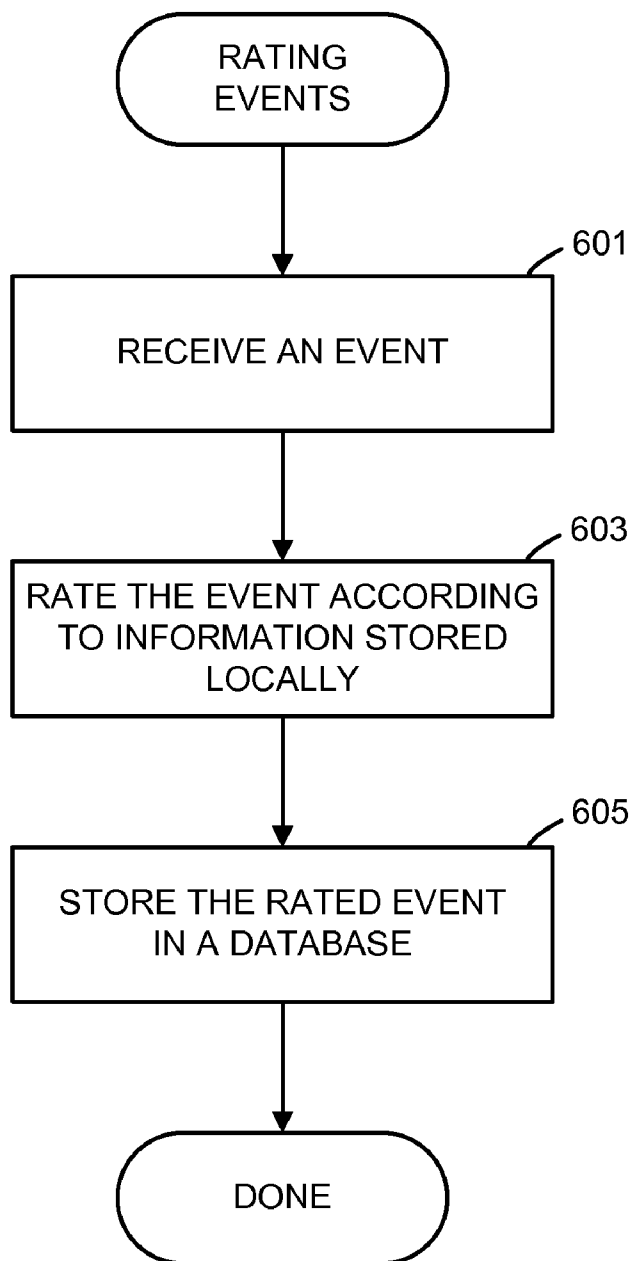 RATING
EVENTS
601
RECEIVE AN EVENT
603
RATE THE EVENT ACCORDING
TO INFORMATION STORED
LOCALLY
605
STORE THE RATED EVENT
IN A DATABASE
DONE